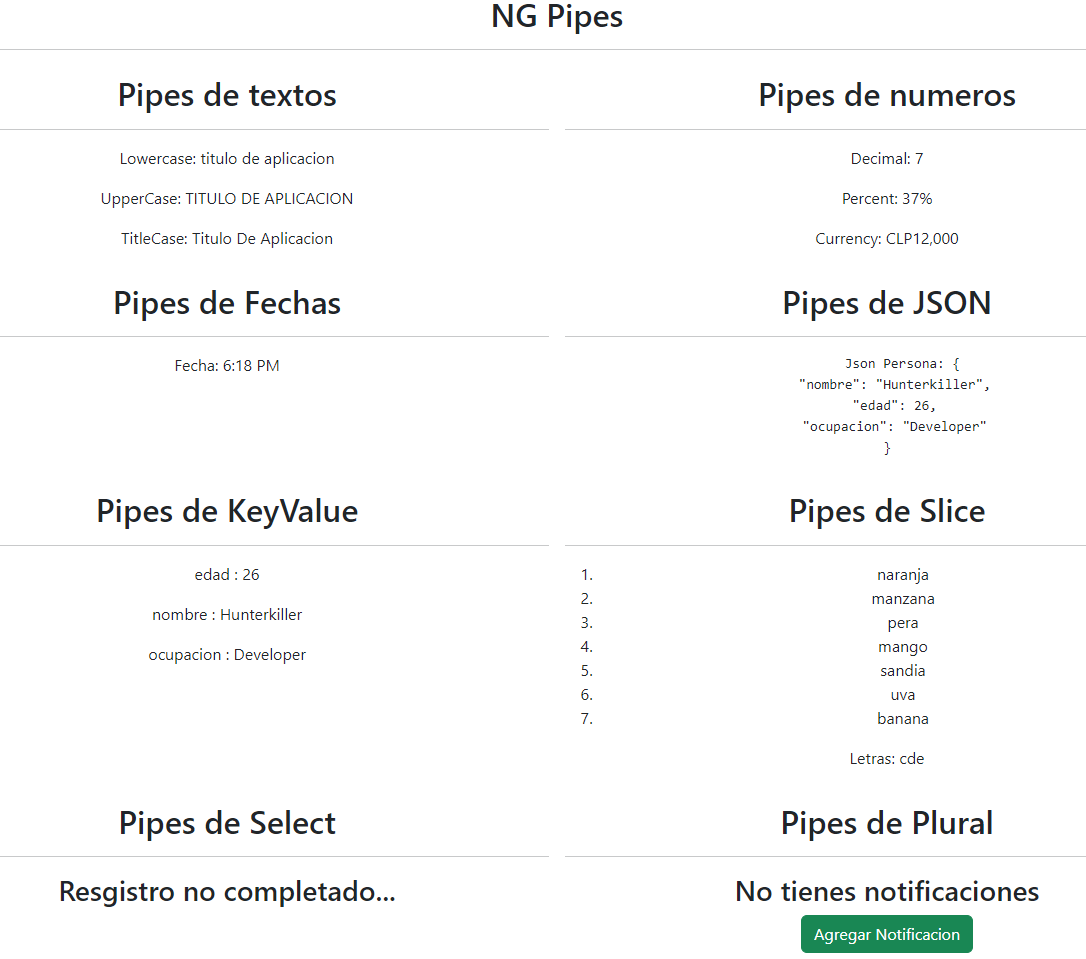 NG Pipes
Pipes de textos
Lowercase: titulo de aplicacion
UpperCase: TITULO DE APLICACION
TitleCase: Titulo De Aplicacion
Pipes de numeros
Decimal: 7
Percent: 37%
Currency: CLP12,000
Pipes de Fechas
Fecha: 6:18 PM
Pipes de JSON
Json Persona: {
"nombre": "Hunterkiller",
"edad": 26,
"ocupacion": "Developer"
}
Pipes de KeyValue
edad : 26
nombre : Hunterkiller
ocupacion : Developer
Pipes de Slice
1. naranja
2. manzana
3. pera
4. mango
5. sandia
6. uva
7. banana
Letras: cde
Pipes de Select
Resgistro no completado...
Pipes de Plural
No tienes notificaciones
Agregar Notificacion